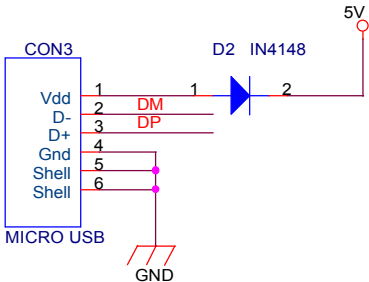 5V
CON3
D2 IN4148
Vdd 1 1 2
D- 2 DM
D+ 3 DP
Gnd 4
Shell 5
Shell 6
MICRO USB
GND